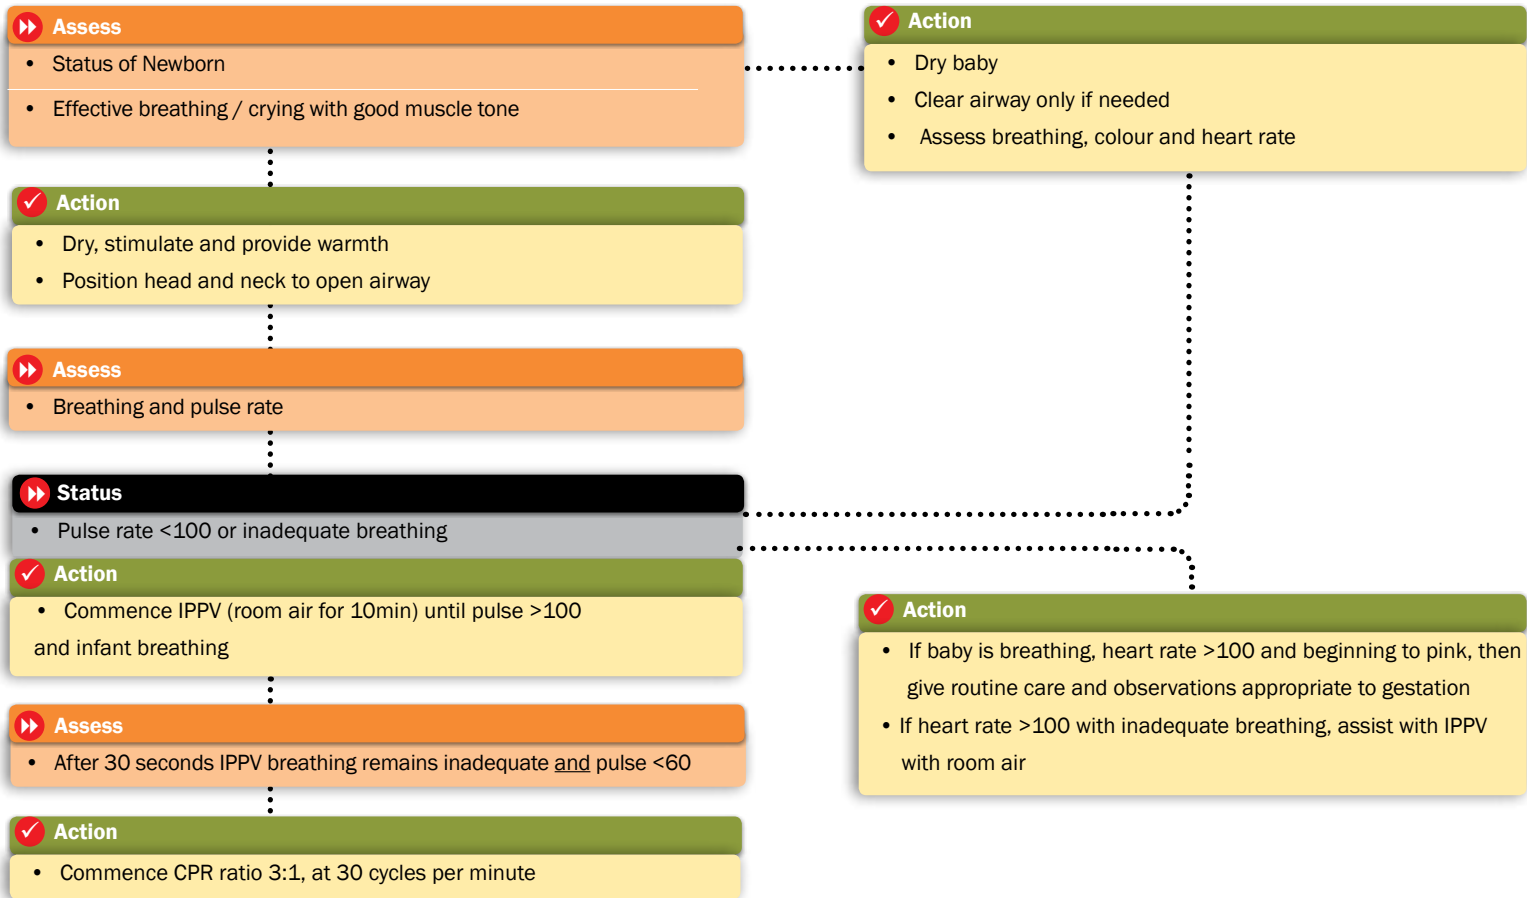 Assess
• Status of Newborn
• Effective breathing / crying with good muscle tone
Action
• Dry baby
• Clear airway only if needed
• Assess breathing, colour and heart rate
Action
• Dry, stimulate and provide warmth
• Position head and neck to open airway
Assess
• Breathing and pulse rate
Status
• Pulse rate <100 or inadequate breathing
Action
• Commence IPPV (room air for 10min) until pulse >100
and infant breathing
Action
• If baby is breathing, heart rate >100 and beginning to pink, then
give routine care and observations appropriate to gestation
• If heart rate >100 with inadequate breathing, assist with IPPV
with room air
Assess
• After 30 seconds IPPV breathing remains inadequate and pulse <60
Action
• Commence CPR ratio 3:1, at 30 cycles per minute